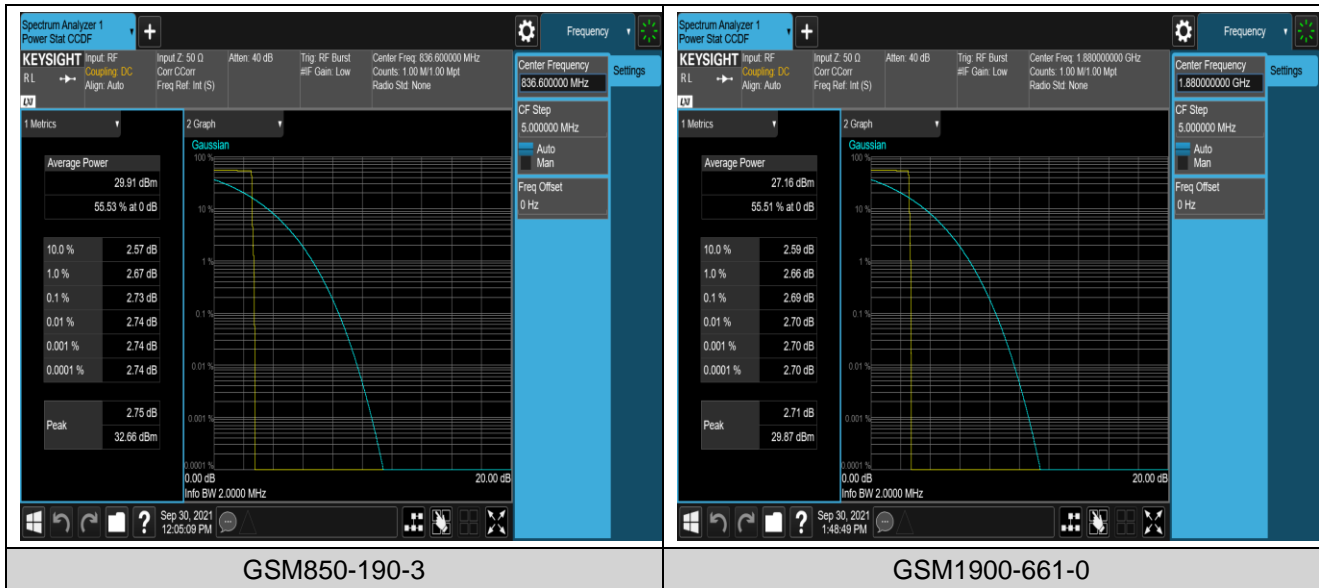 Spectrum Analyzer 1
Power Stat CCDF
Frequency
KEYSIGHT
Input: RF
Input Z: 50 Ω
Atten: 40 dB
Trig: RF Burst
Center Freq: 836.600000 MHz
R L
Coupling: DC
Corr CCorr
#IF Gain: Low
Counts: 1.00 M/1.00 Mpt
Align: Auto
Freq Ref: Int (S)
Radio Std: None
LXI
Center Frequency
836.600000 MHz
Settings
CF Step
5.000000 MHz
Auto
Man
Freq Offset
0 Hz
1 Metrics
2 Graph
Average Power
29.91 dBm
55.53 % at 0 dB
10.0 % 2.57 dB
1.0 % 2.67 dB
0.1 % 2.73 dB
0.01 % 2.74 dB
0.001 % 2.74 dB
0.0001 % 2.74 dB
Peak
2.75 dB
32.66 dBm
Gaussian
100 %
10 %
1 %
0.1 %
0.01 %
0.001 %
0.0001 %
0.00 dB 20.00 dB
Info BW 2.0000 MHz
Sep 30, 2021
12:05:09 PM
GSM850-190-3
Spectrum Analyzer 1
Power Stat CCDF
Frequency
KEYSIGHT
Input: RF
Input Z: 50 Ω
Atten: 40 dB
Trig: RF Burst
Center Freq: 1.880000000 GHz
R L
Coupling: DC
Corr CCorr
#IF Gain: Low
Counts: 1.00 M/1.00 Mpt
Align: Auto
Freq Ref: Int (S)
Radio Std: None
LXI
Center Frequency
1.880000000 GHz
Settings
CF Step
5.000000 MHz
Auto
Man
Freq Offset
0 Hz
1 Metrics
2 Graph
Average Power
27.16 dBm
55.51 % at 0 dB
10.0 % 2.59 dB
1.0 % 2.66 dB
0.1 % 2.69 dB
0.01 % 2.70 dB
0.001 % 2.70 dB
0.0001 % 2.70 dB
Peak
2.71 dB
29.87 dBm
Gaussian
100 %
10 %
1 %
0.1 %
0.01 %
0.001 %
0.0001 %
0.00 dB 20.00 dB
Info BW 2.0000 MHz
Sep 30, 2021
1:48:49 PM
GSM1900-661-0